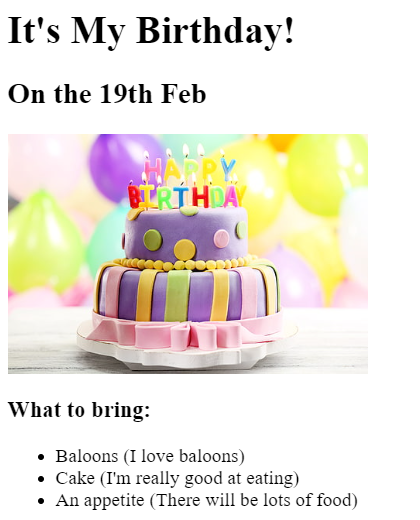 It's My Birthday!
On the 19th Feb
HAPPY
BIRTHDAY
What to bring:
Baloons (I love baloons)
Cake (I'm really good at eating)
An appetite (There will be lots of food)